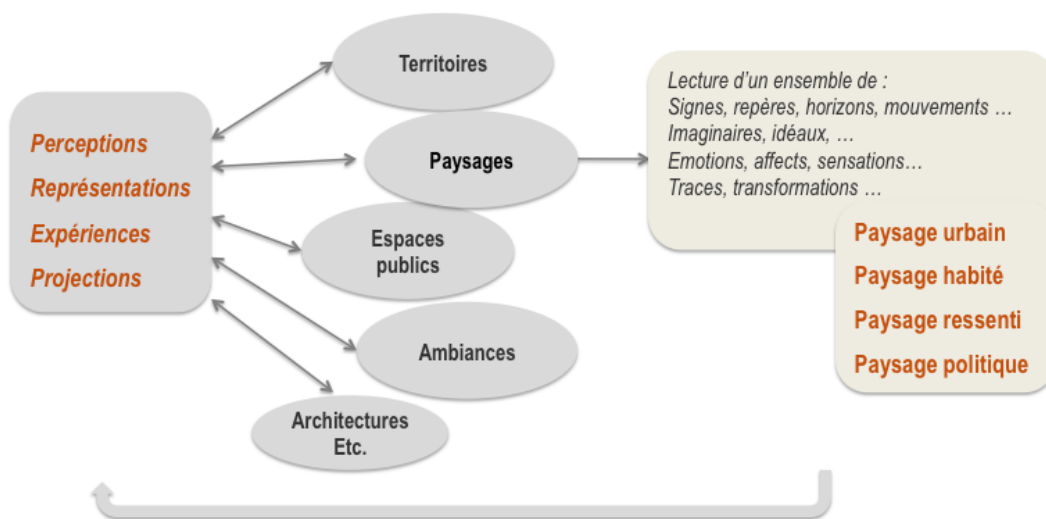 Perceptions
Représentations
Expériences
Projections
Territoires
Paysages
Espaces
publics
Ambiances
Architectures
Etc.
Lecture d’un ensemble de :
Signes, repères, horizons, mouvements …
Imaginaires, idéaux, …
Emotions, affects, sensations…
Traces, transformations …
Paysage urbain
Paysage habité
Paysage ressenti
Paysage politique